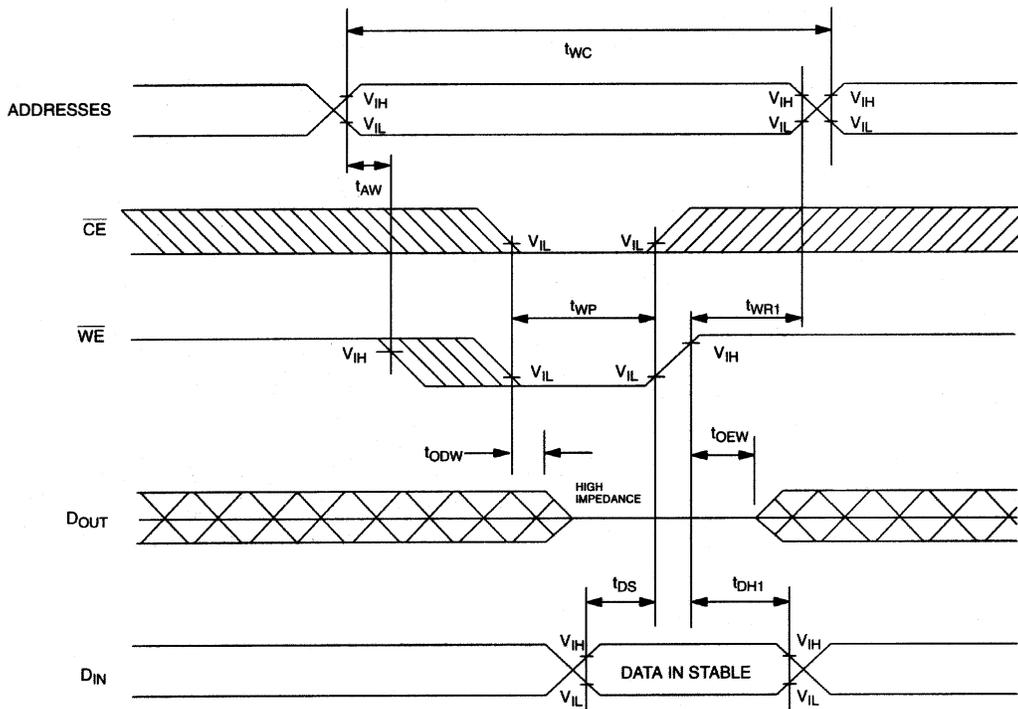 tWC
ADDRESSES
VIH
VIL
VIH
VIL
VIH
VIL
tAW
CE
VIL
VIL
tWP
tWR1
WE
VIH
VIL
VIL
VIH
tODW
tOEW
HIGH
IMPEDANCE
DOUT
tDS
tDH1
DIN
VIH
VIL
DATA IN STABLE
VIH
VIL